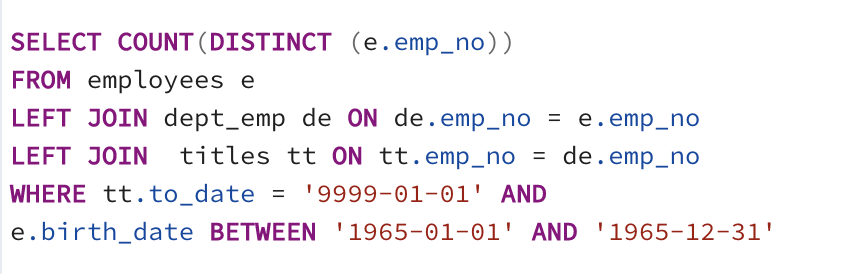 SELECT COUNT(DISTINCT (e.emp_no))
FROM employees e
LEFT JOIN dept_emp de ON de.emp_no = e.emp_no
LEFT JOIN  titles tt ON tt.emp_no = de.emp_no
WHERE tt.to_date = '9999-01-01' AND
e.birth_date BETWEEN '1965-01-01' AND '1965-12-31'